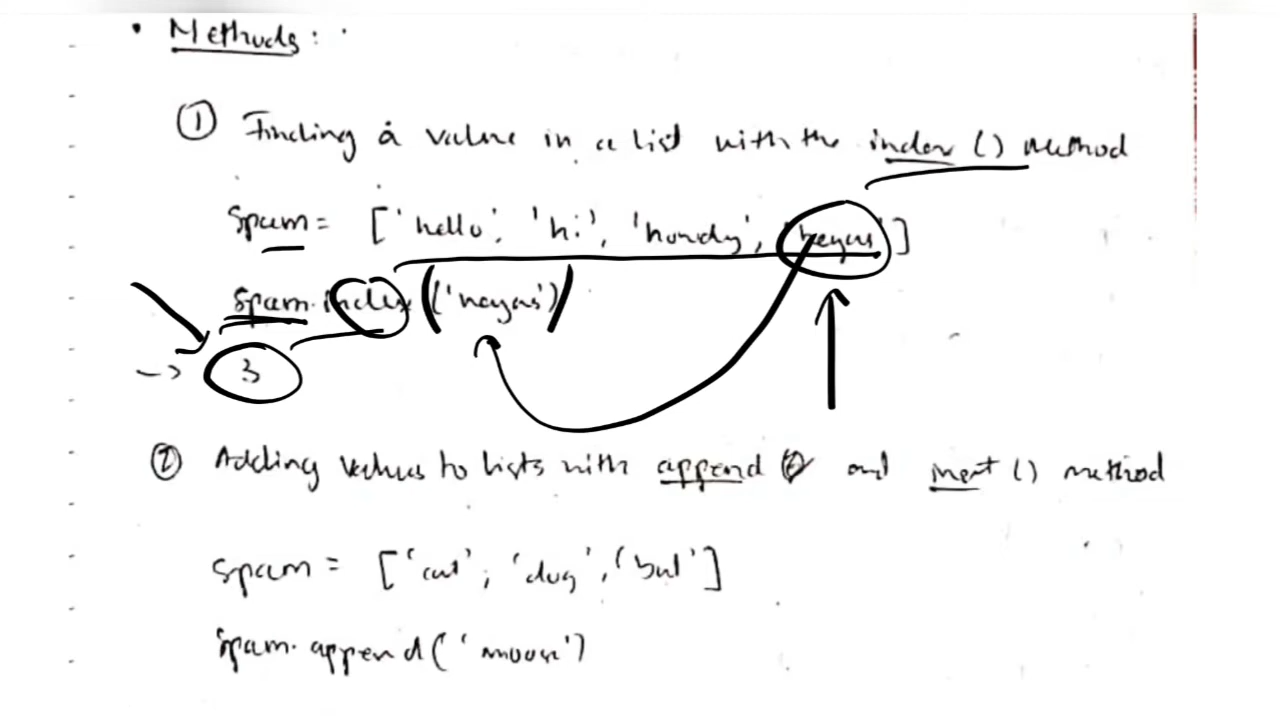 • Methods:
① Finding a value in a list with the index () method
spam = ['hello', 'hi', 'howdy', 'heyas']
spam.index ('heyas')
-> 3
② Adding values to lists with append () and insert () method
spam = ['cat', 'dog', 'bat']
spam.append('moose')